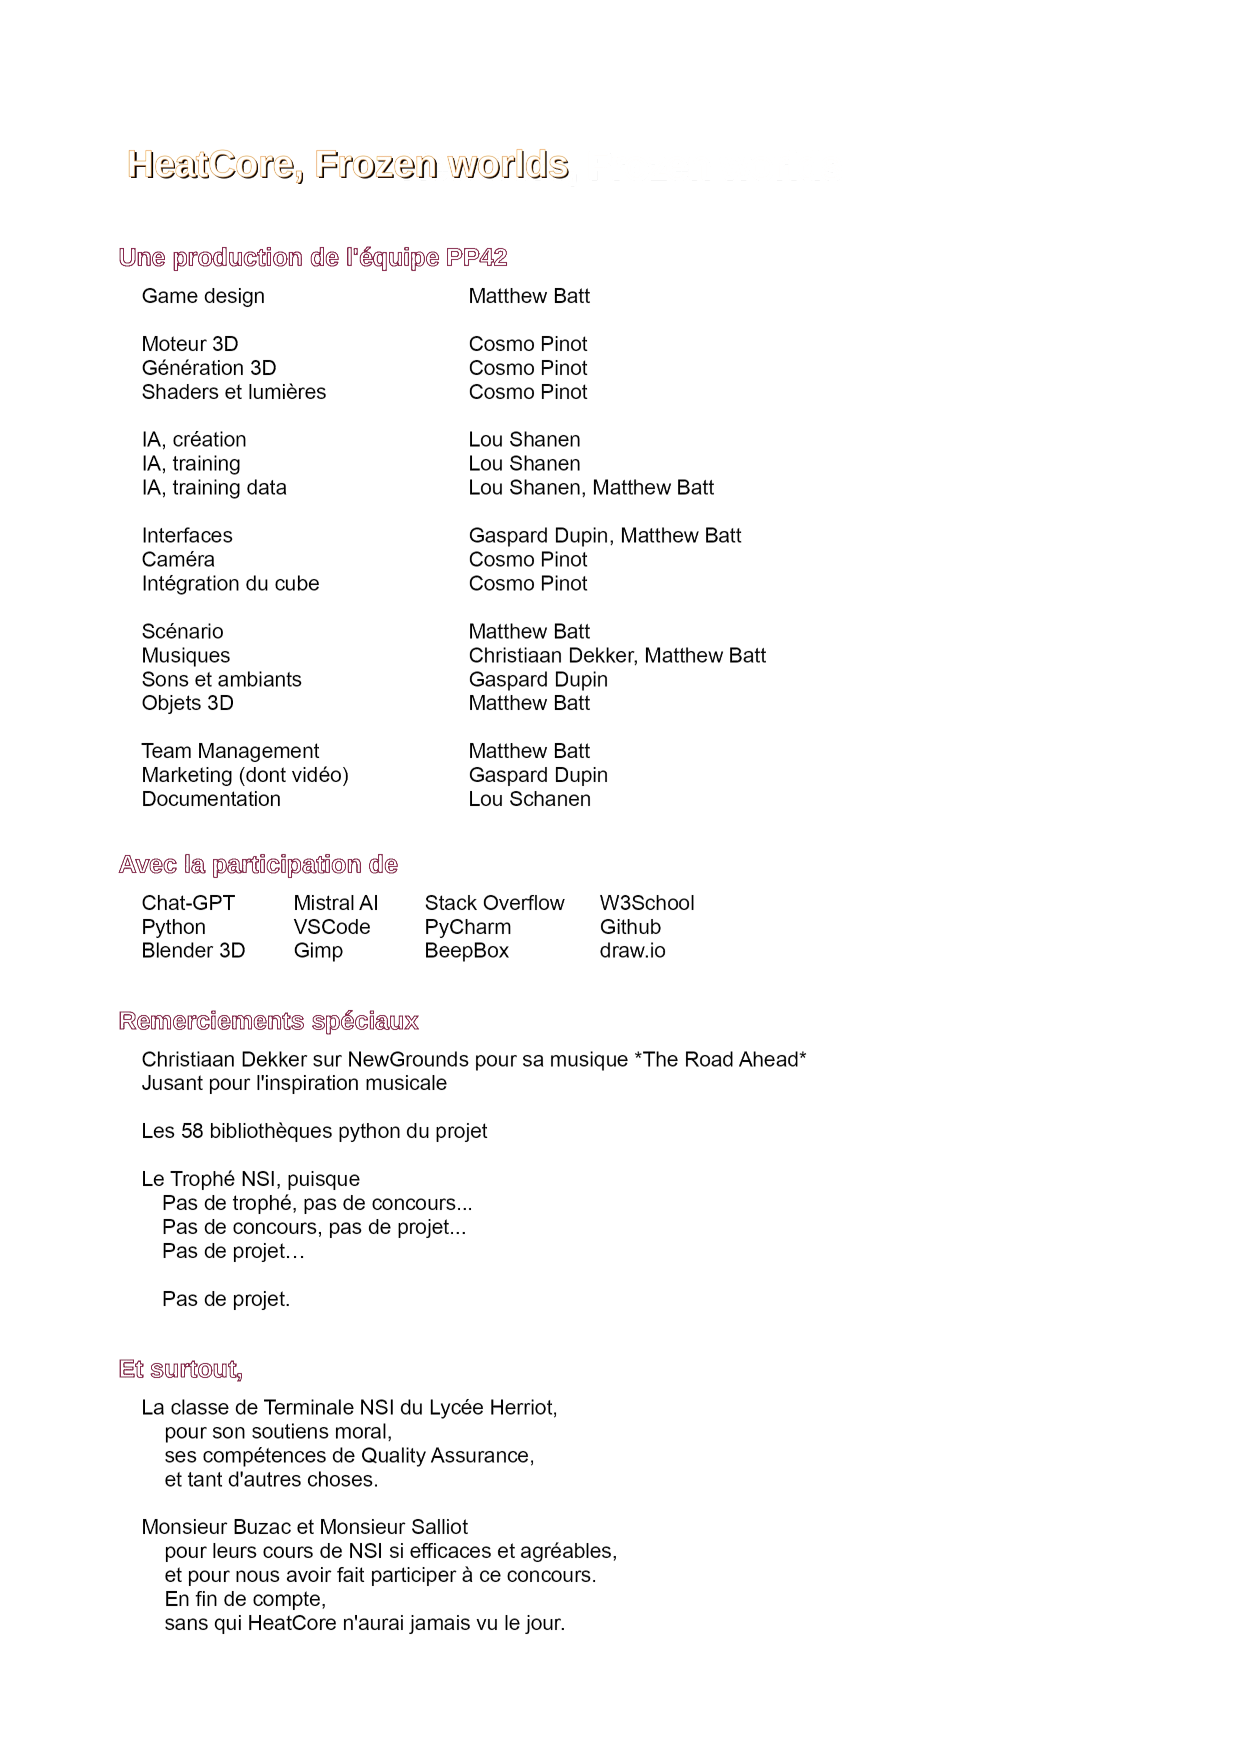 HeatCore, Frozen worlds
Une production de l'équipe PP42
Game design Matthew Batt
Moteur 3D Cosmo Pinot
Génération 3D Cosmo Pinot
Shaders et lumières Cosmo Pinot
IA, création Lou Shanen
IA, training Lou Shanen
IA, training data Lou Shanen, Matthew Batt
Interfaces Gaspard Dupin, Matthew Batt
Caméra Cosmo Pinot
Intégration du cube Cosmo Pinot
Scénario Matthew Batt
Musiques Christiaan Dekker, Matthew Batt
Sons et ambiants Gaspard Dupin
Objets 3D Matthew Batt
Team Management Matthew Batt
Marketing (dont vidéo) Gaspard Dupin
Documentation Lou Schanen
Avec la participation de
Chat-GPT Mistral AI Stack Overflow W3School
Python VSCode PyCharm Github
Blender 3D Gimp BeepBox draw.io
Remerciements spéciaux
Christiaan Dekker sur NewGrounds pour sa musique *The Road Ahead*
Jusant pour l'inspiration musicale
Les 58 bibliothèques python du projet
Le Trophé NSI, puisque
Pas de trophé, pas de concours...
Pas de concours, pas de projet...
Pas de projet…
Pas de projet.
Et surtout,
La classe de Terminale NSI du Lycée Herriot,
pour son soutiens moral,
ses compétences de Quality Assurance,
et tant d'autres choses.
Monsieur Buzac et Monsieur Salliot
pour leurs cours de NSI si efficaces et agréables,
et pour nous avoir fait participer à ce concours.
En fin de compte,
sans qui HeatCore n'aurai jamais vu le jour.